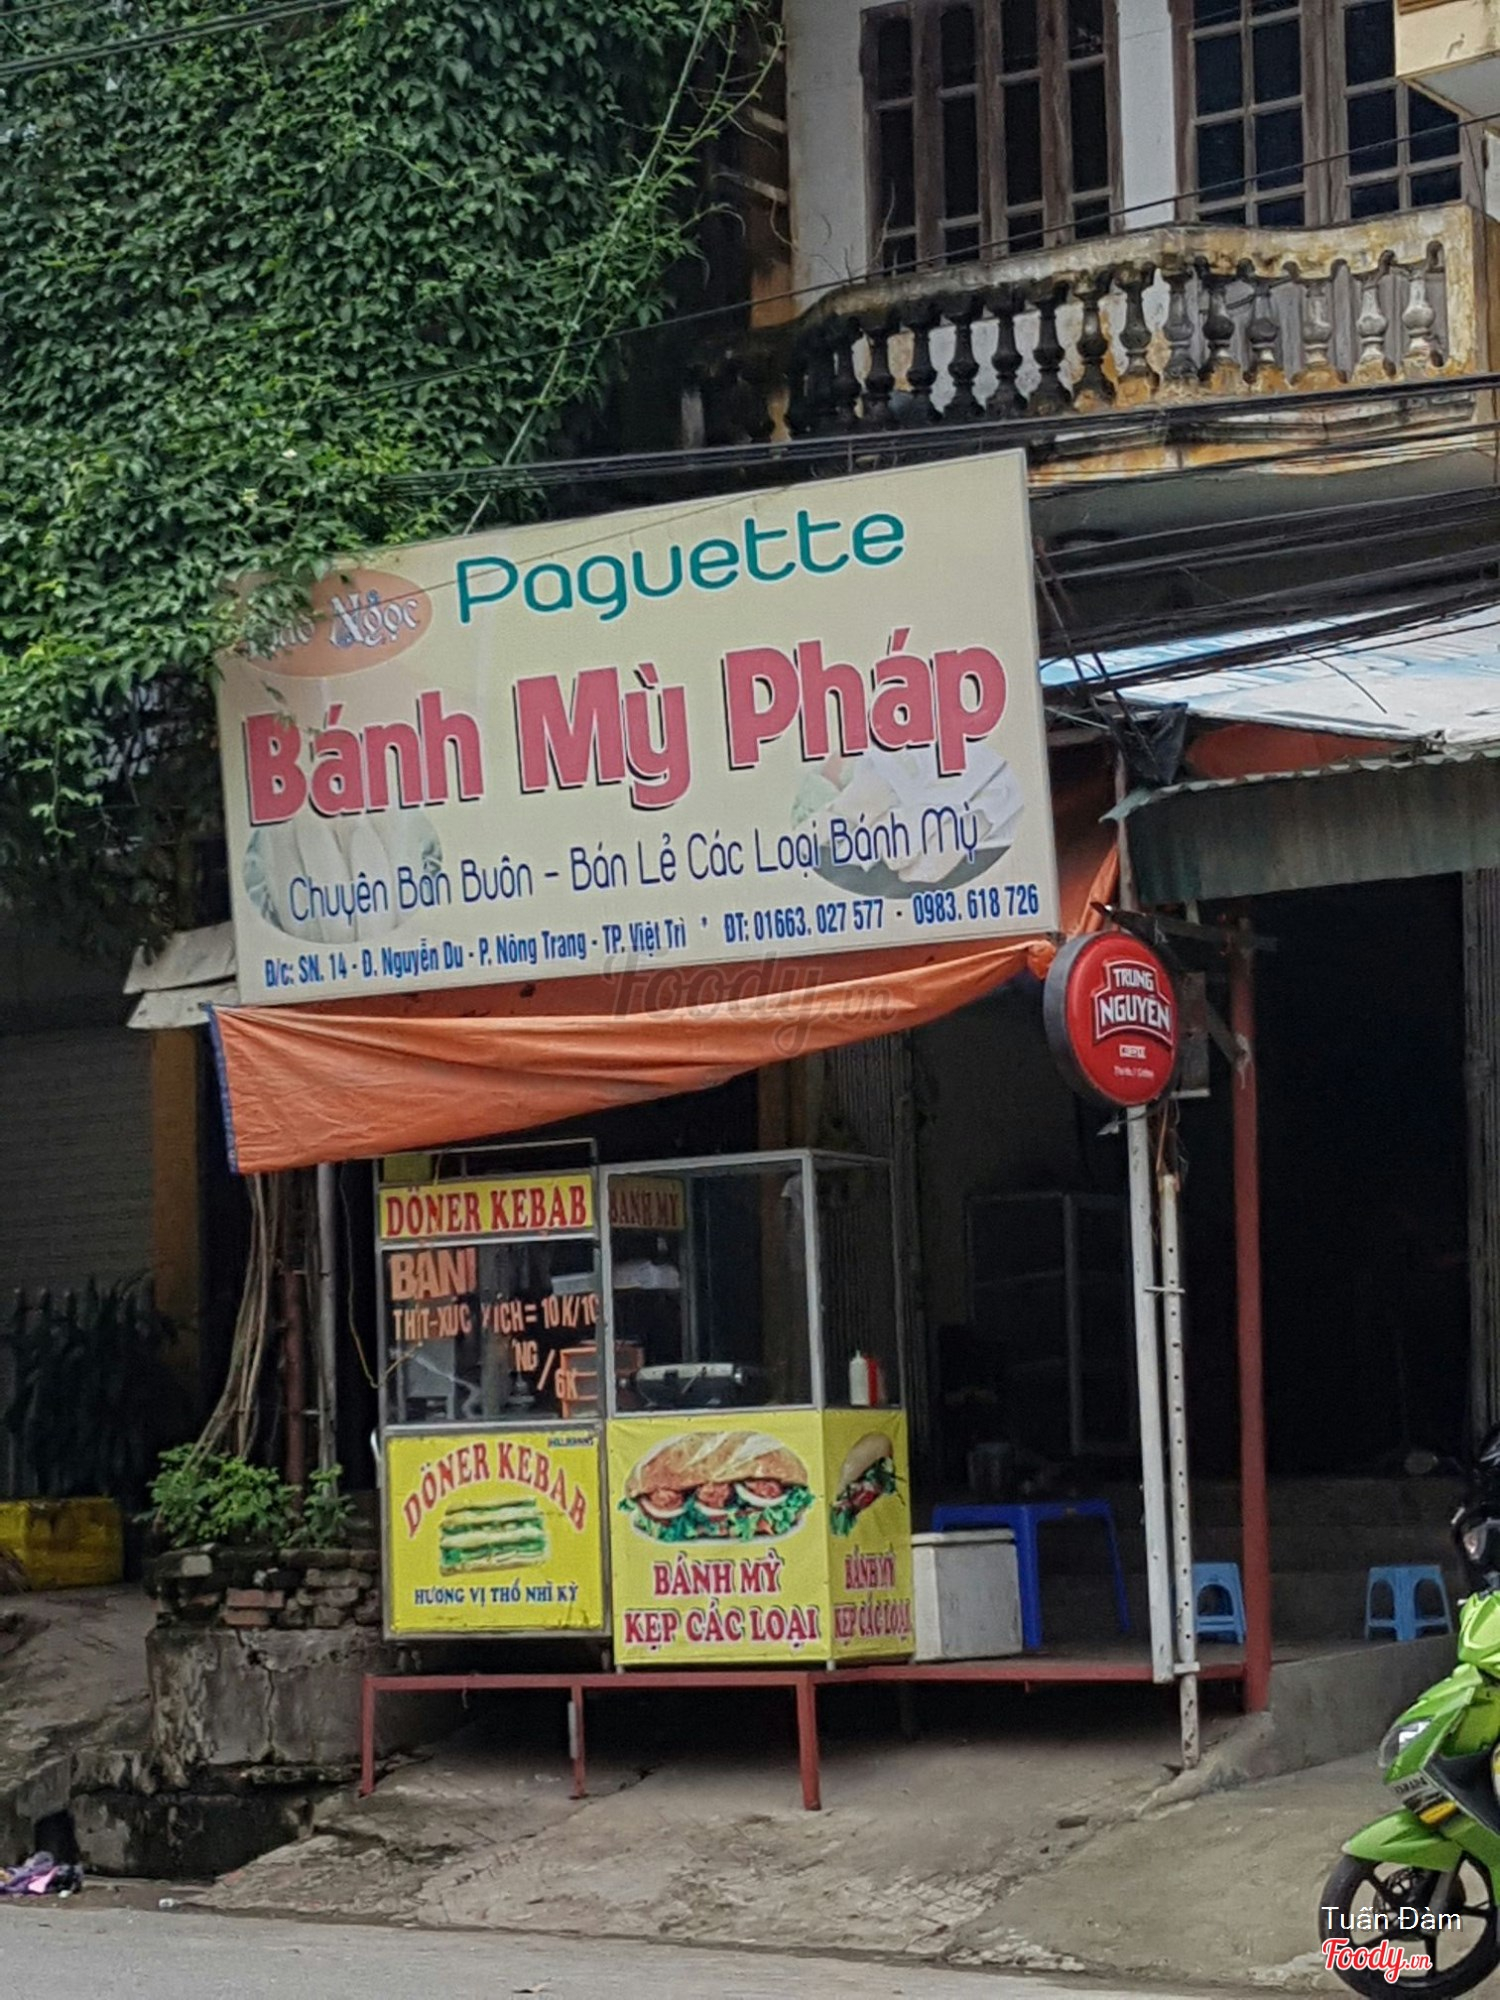 Ngọc
Paguette
Bánh Mỳ Pháp
Chuyên Bán Buôn - Bán Lẻ Các Loại Bánh Mỳ
Đ/c: SN. 14 - Đ. Nguyễn Du - P. Nông Trang - TP. Việt Trì * ĐT: 01663. 027 577 - 0983. 618 726
Foody.vn
TRUNG
NGUYÊN
COFFEE
DÖNER KEBAB
BÁNH MỲ
BÁN
THỊT-XÚC XÍCH = 10K/1C
/6K
DÖNER KEBAB
HƯƠNG VỊ THỔ NHĨ KỲ
BÁNH MỲ
KẸP CÁC LOẠI
BÁNH MỲ
KẸP CÁC LOẠI
Tuấn Đàm
Foody.vn